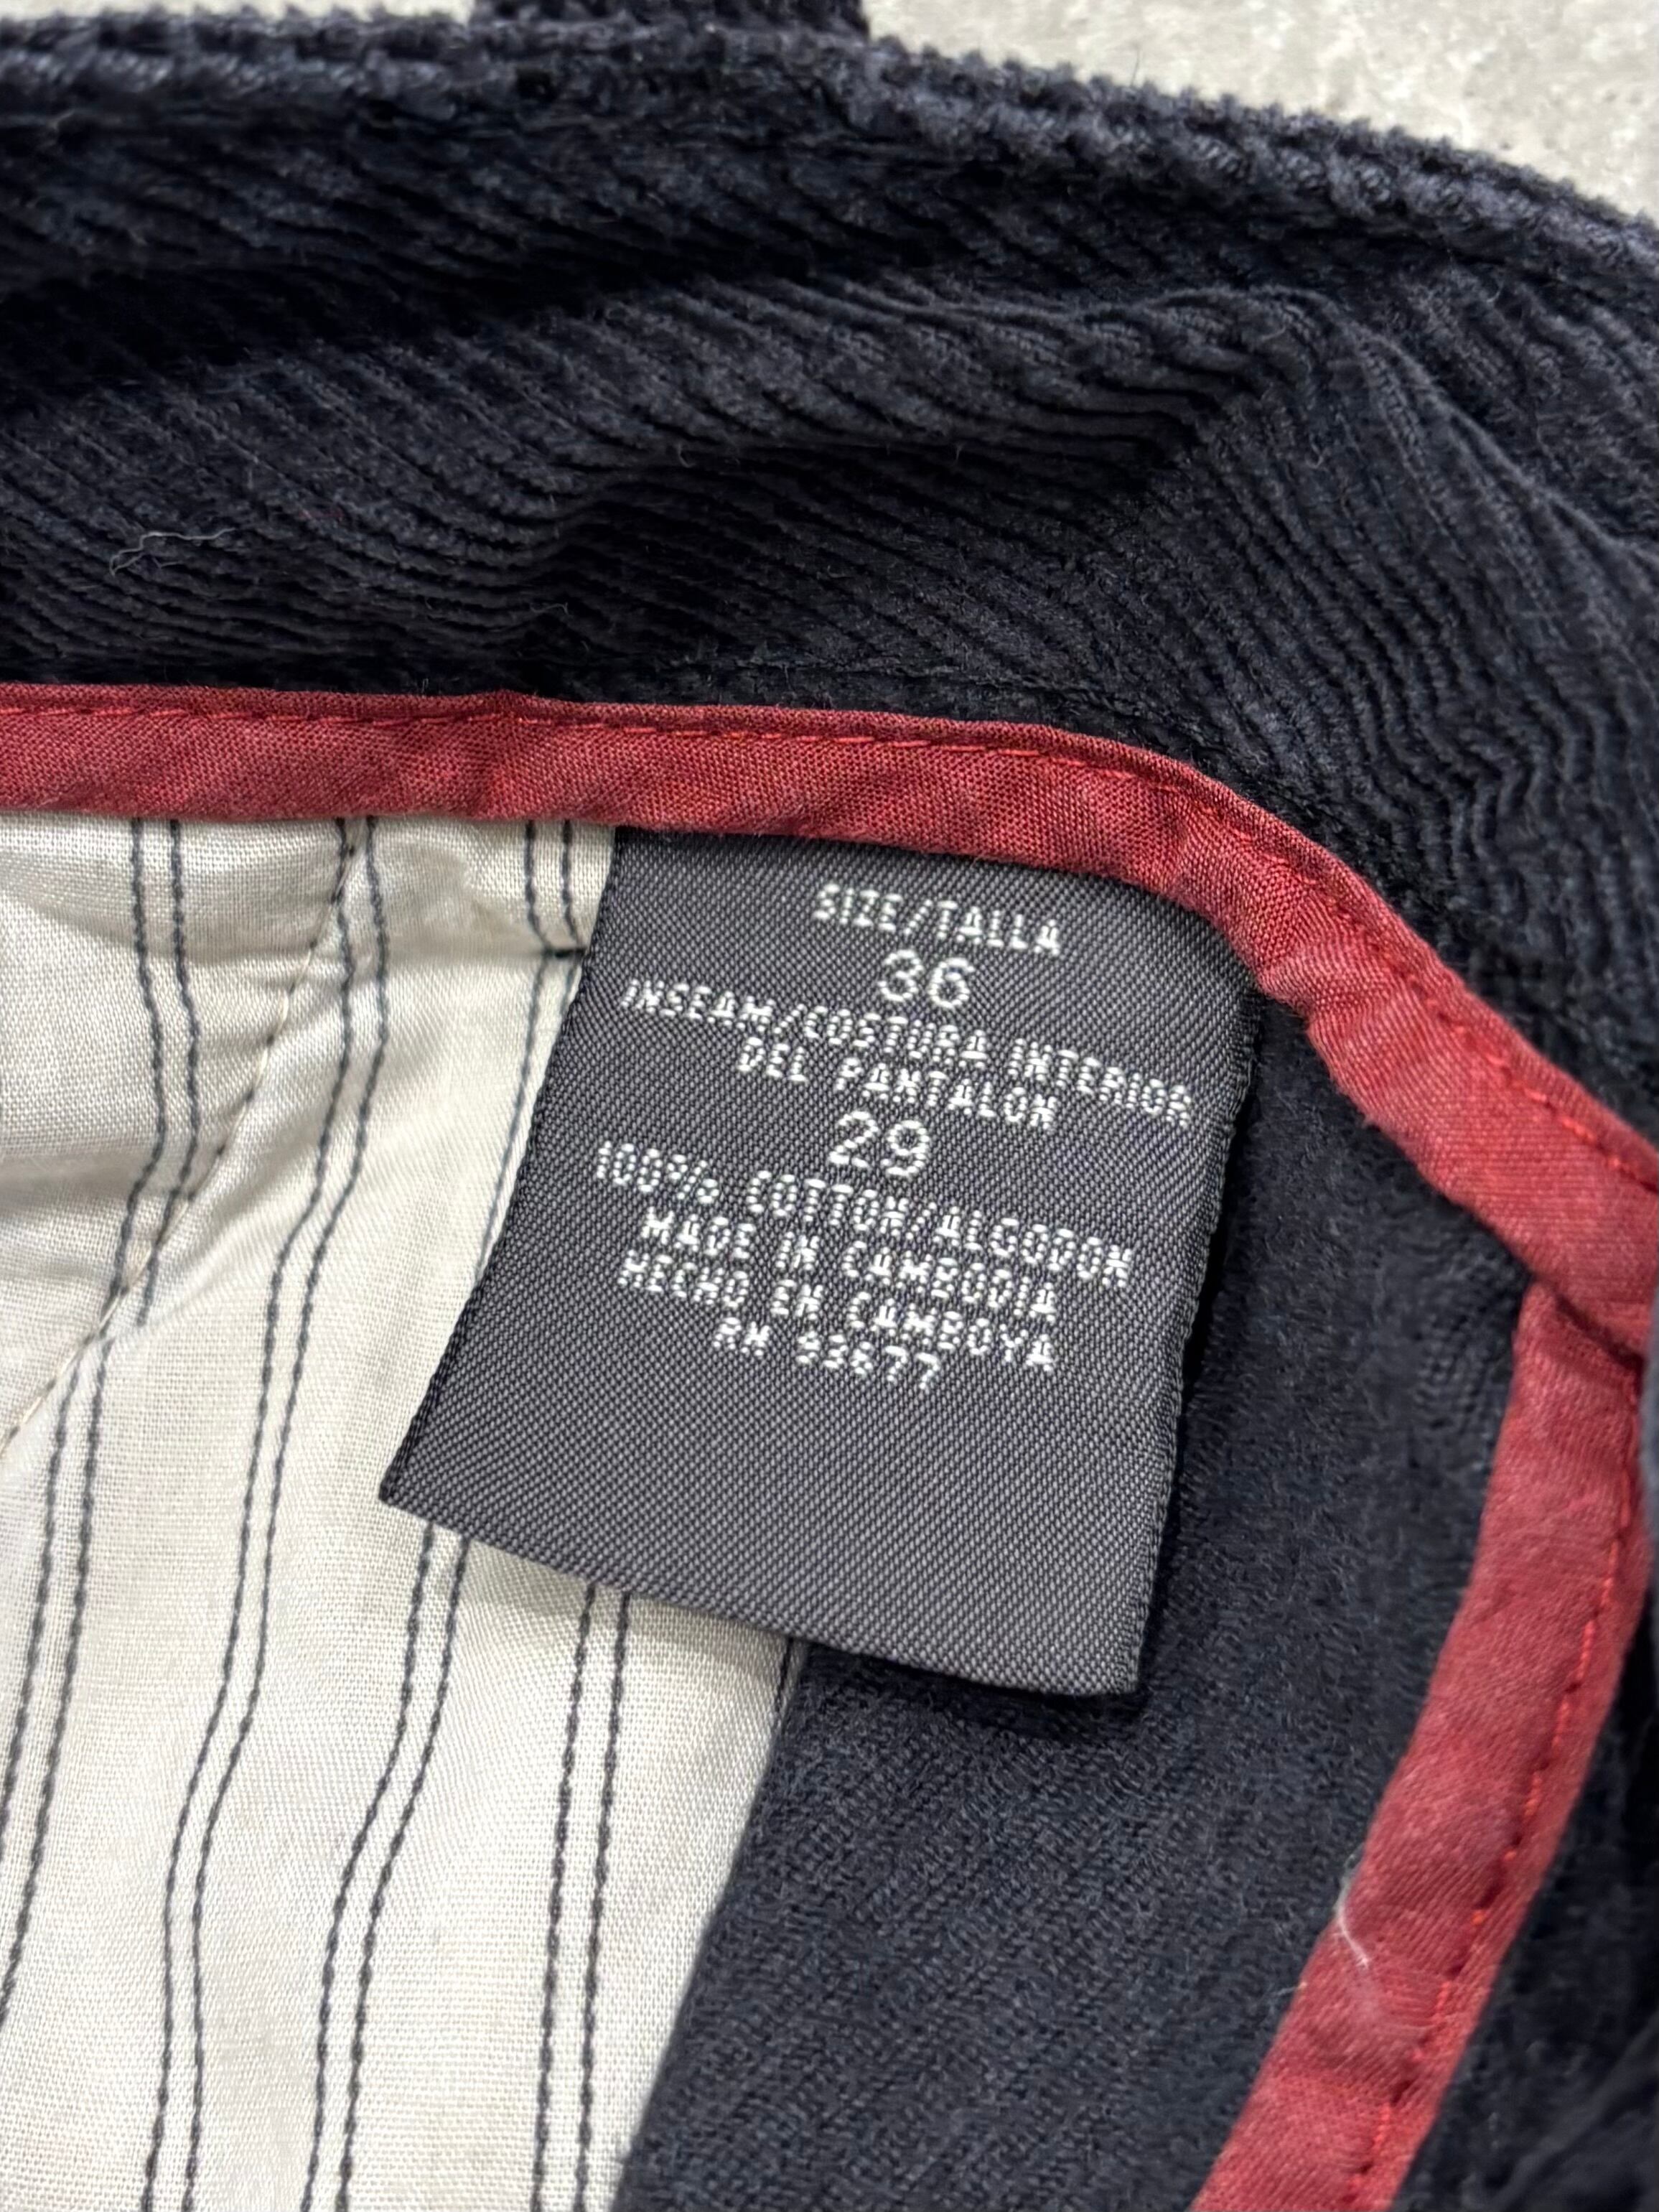 SIZE/TALLA
36
INSEAM/COSTURA INTERIOR
DEL PANTALON
29
100% COTTON/ALGODON
MADE IN CAMBODIA
HECHO EN CAMBOYA
RN 93677